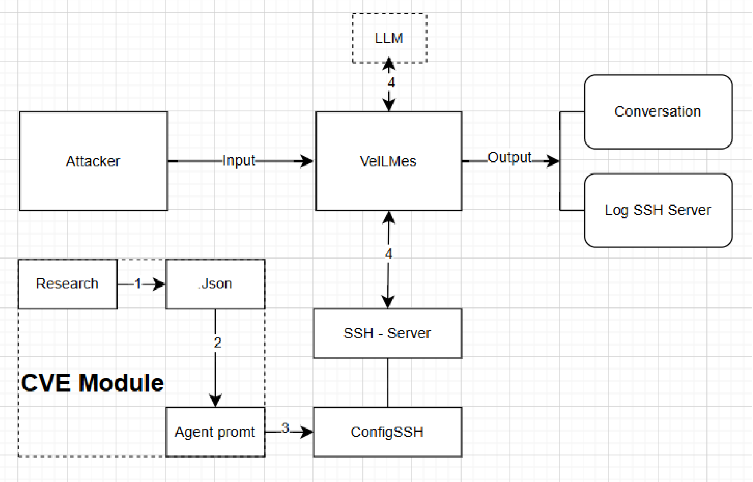 LLM
4
Attacker
Input
VelLMes
Output
Conversation
Log SSH Server
4
Research
1
.Json
2
SSH - Server
CVE Module
Agent promt
3
ConfigSSH